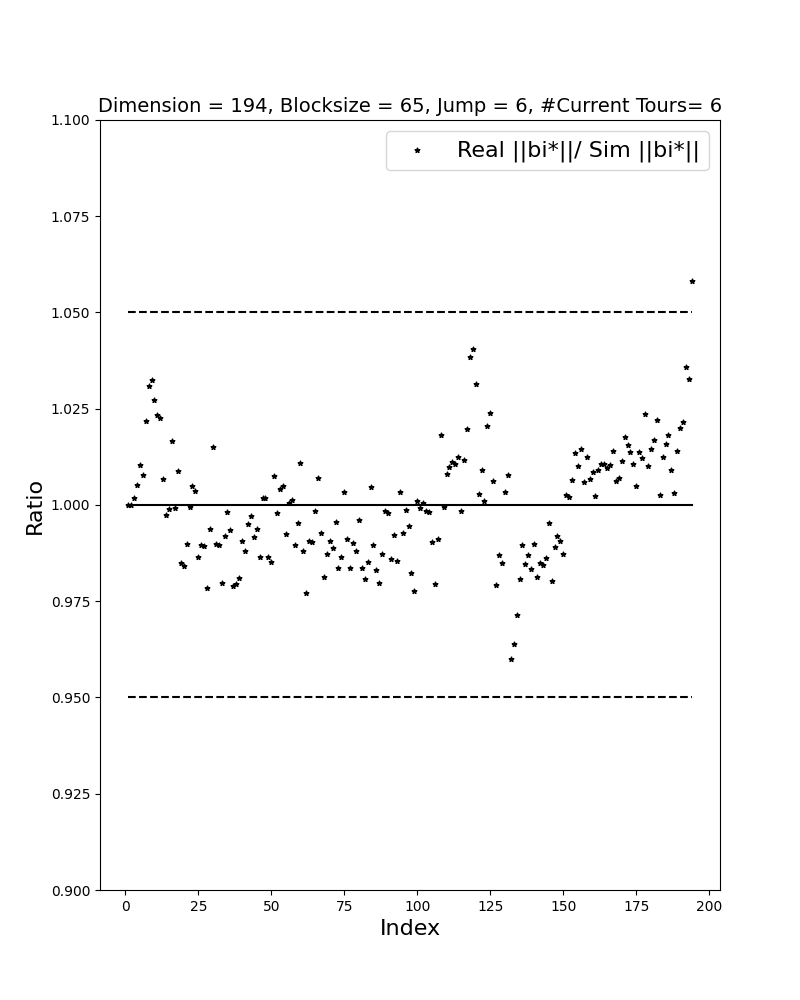 Dimension = 194, Blocksize = 65, Jump = 6, #Current Tours= 6
Real ||bi*||/ Sim ||bi*||
1.100
1.075
1.050
1.025
1.000
0.975
0.950
0.925
0.900
Ratio
0 25 50 75 100 125 150 175 200
Index